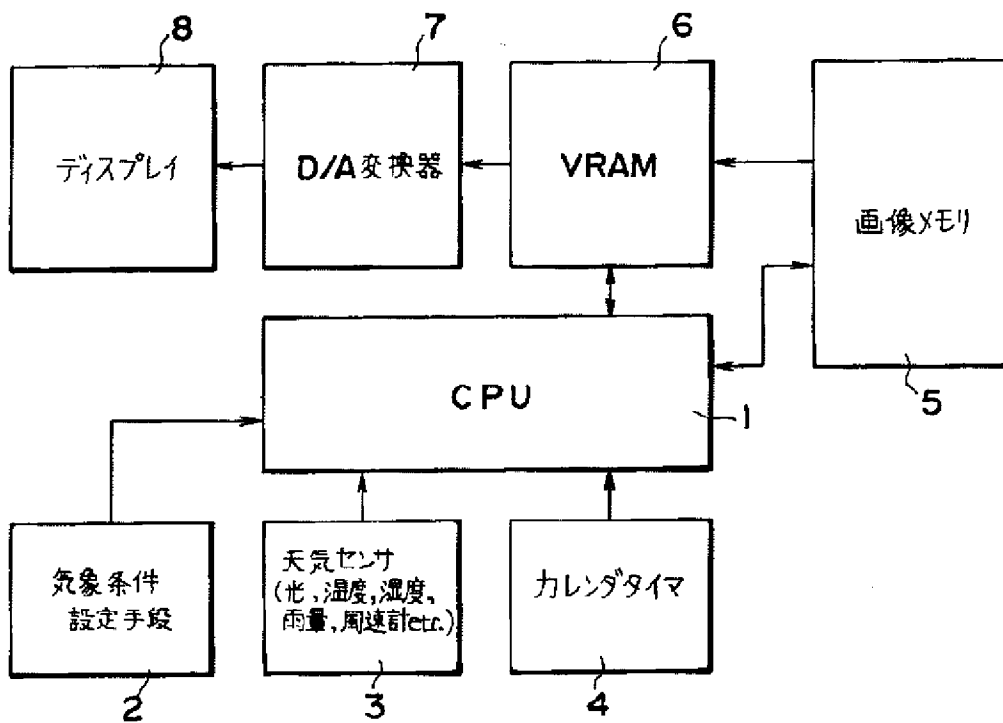 8
7
6
ディスプレイ
D/A変換器
VRAM
画像メモリ
5
CPU
1
気象条件
設定手段
2
天気センサ
(光,温度,湿度,
雨量,周速計etc.)
3
カレンダタイマ
4